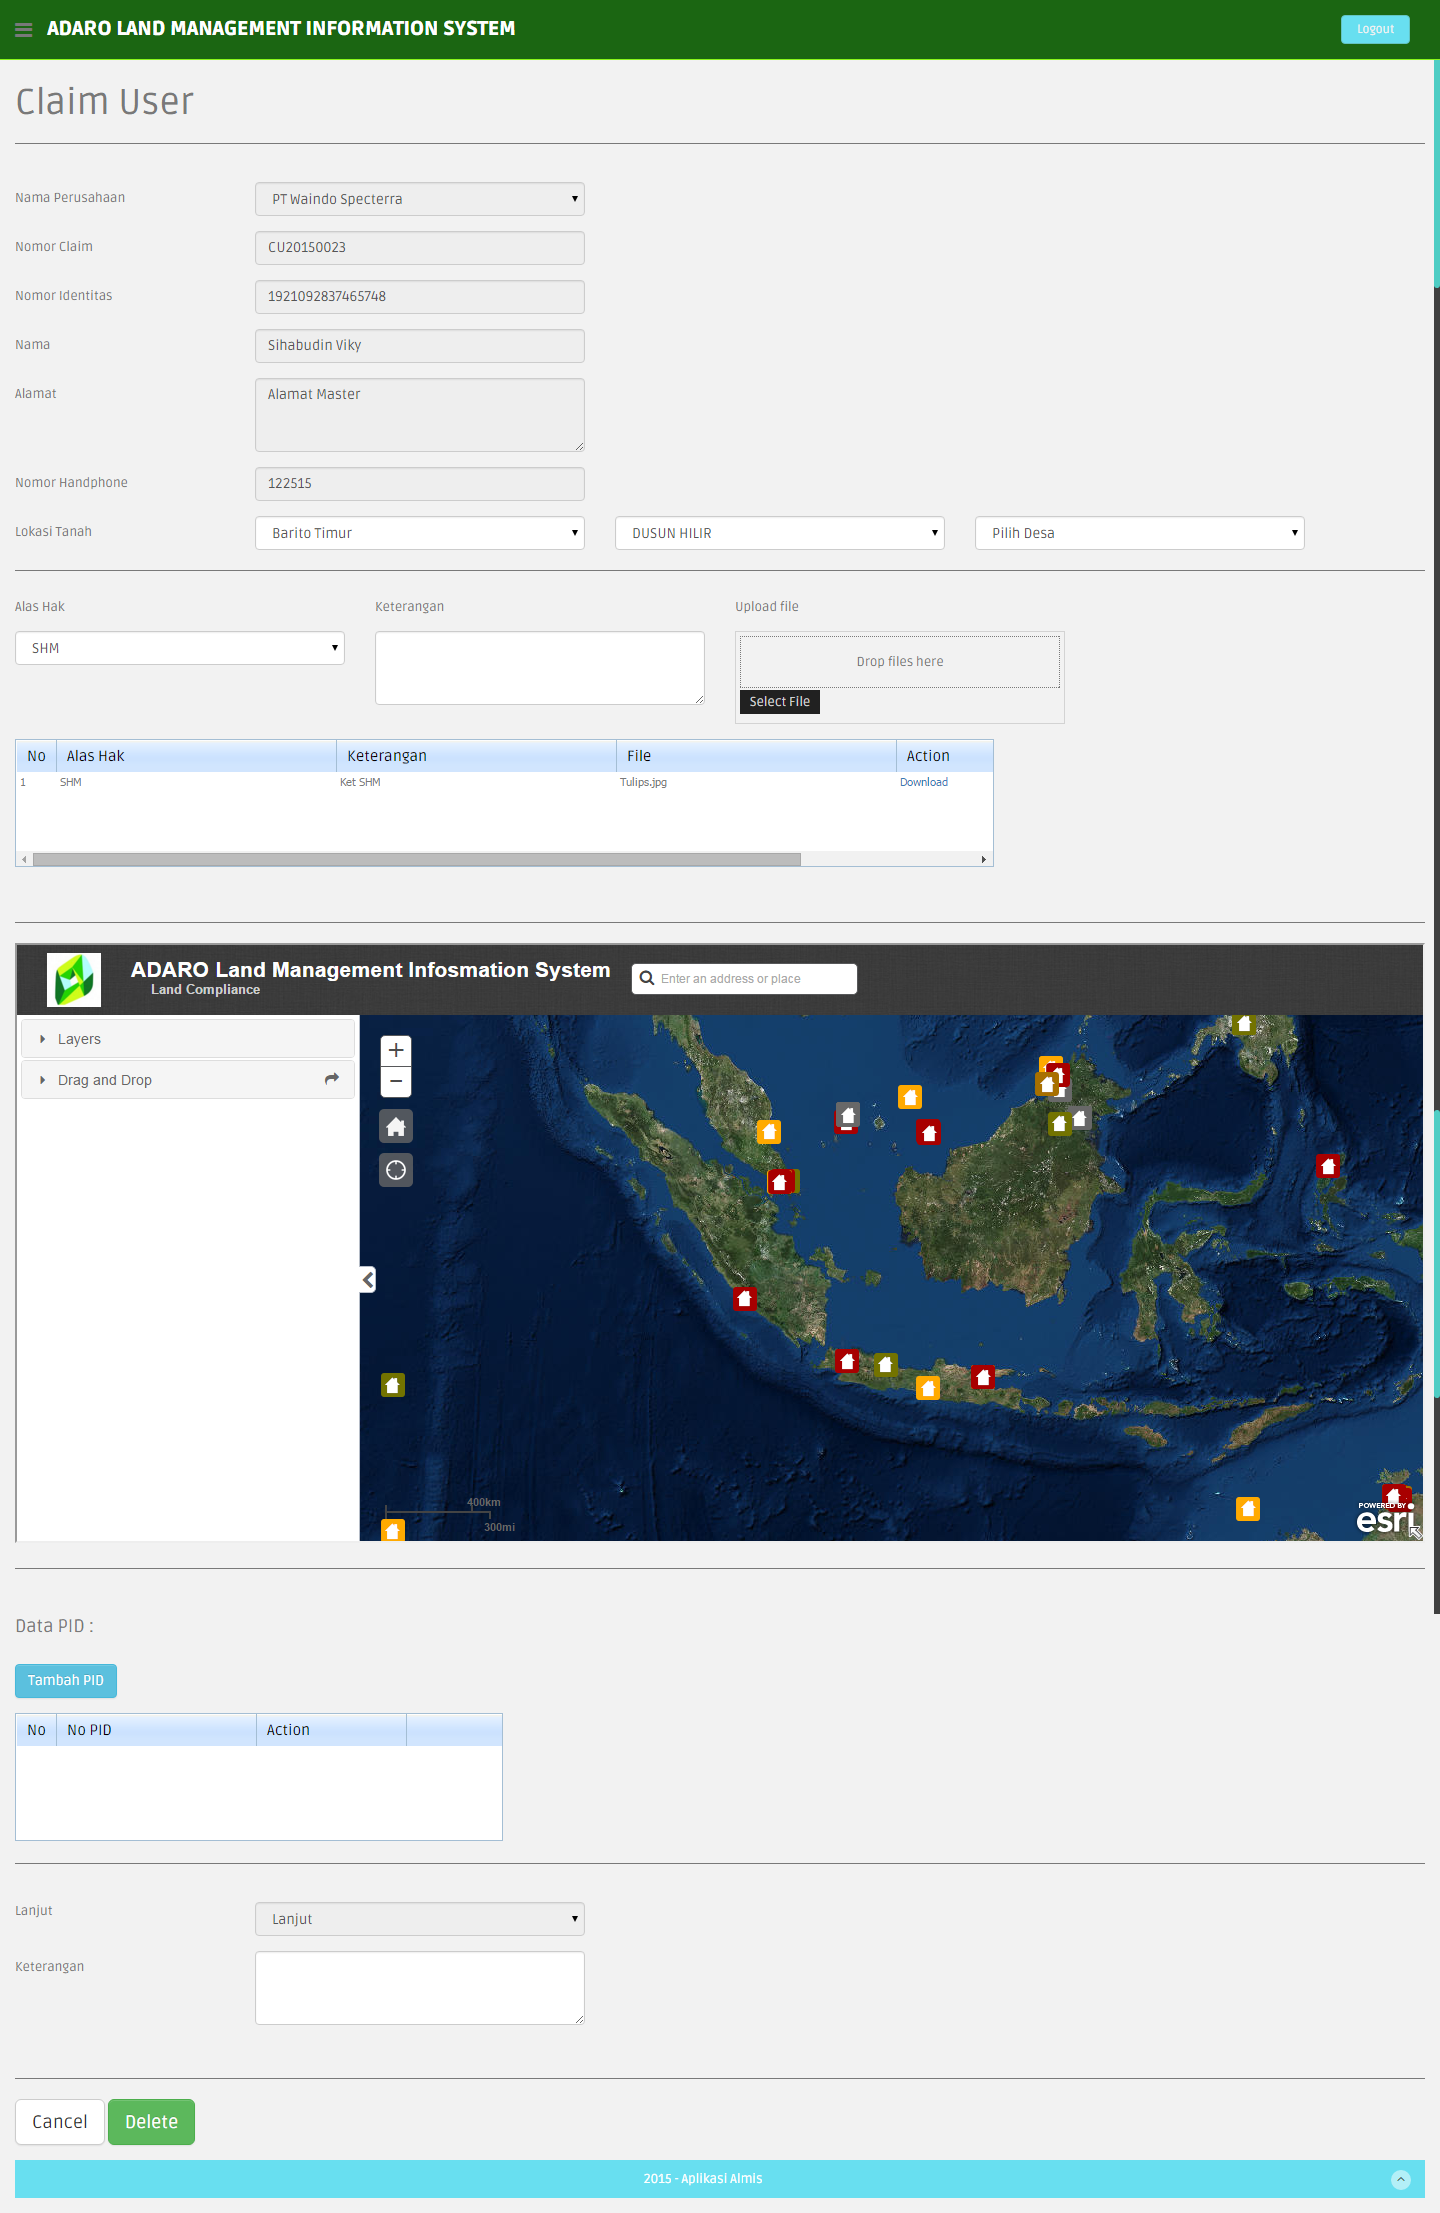 ADARO LAND MANAGEMENT INFORMATION SYSTEM
Logout
Claim User
Nama Perusahaan
PT Waindo Specterra
Nomor Claim
CU20150023
Nomor Identitas
1921092837465748
Nama
Sihabudin Viky
Alamat
Alamat Master
Nomor Handphone
122515
Lokasi Tanah
Barito Timur
DUSUN HILIR
Pilih Desa
Alas Hak
Keterangan
Upload file
SHM
Drop files here
Select File
No Alas Hak Keterangan File Action
1 SHM Ket SHM Tulips.jpg Download
ADARO Land Management Infosmation System
Land Compliance
Enter an address or place
Layers
Drag and Drop
400km
300mi
POWERED BY
esri
Data PID :
Tambah PID
No No PID Action
Lanjut
Lanjut
Keterangan
Cancel
Delete
2015 - Aplikasi Almis